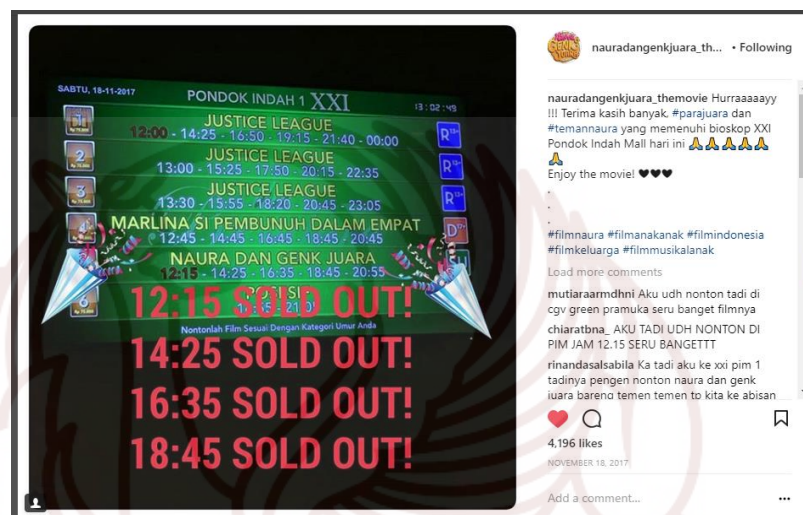 SABTU, 18-11-2017
PONDOK INDAH 1 XXI
13:02:49
1
JUSTICE LEAGUE
12:00 - 14:25 - 16:50 - 19:15 - 21:40 - 00:00
R 13+
2
JUSTICE LEAGUE
13:00 - 15:25 - 17:50 - 20:15 - 22:35
R 13+
3
JUSTICE LEAGUE
13:30 - 15:55 - 18:20 - 20:45 - 23:05
R 13+
MARLINA SI PEMBUNUH DALAM EMPAT
12:45 - 14:45 - 16:45 - 18:45 - 20:45
D 17+
NAURA DAN GENK JUARA
12:15 - 14:25 - 16:35 - 18:45 - 20:55
6
12:15 SOLD OUT!
Nontonlah Film Sesuai Dengan Kategori Umur Anda
14:25 SOLD OUT!
16:35 SOLD OUT!
18:45 SOLD OUT!
nauradangenkjuara_th... • Following
nauradangenkjuara_themovie Hurraaaaayy
!!! Terima kasih banyak, #parajuara dan
#temannaura yang memenuhi bioskop XXI
Pondok Indah Mall hari ini 🙏🙏🙏🙏🙏
🙏
Enjoy the movie! ♥♥♥
.
.
.
#filmnaura #filmanakanak #filmindonesia
#filmkeluarga #filmmusikalanak
Load more comments
mutiaraarmdhni Aku udh nonton tadi di
cgv green pramuka seru banget filmnya
chiaratbna_ AKU TADI UDH NONTON DI
PIM JAM 12.15 SERU BANGETTT
rinandasalsabila Ka tadi aku ke xxi pim 1
tadinya pengen nonton naura dan genk
juara bareng temen temen tp kita ke abisan
4,196 likes
NOVEMBER 18, 2017
Add a comment...